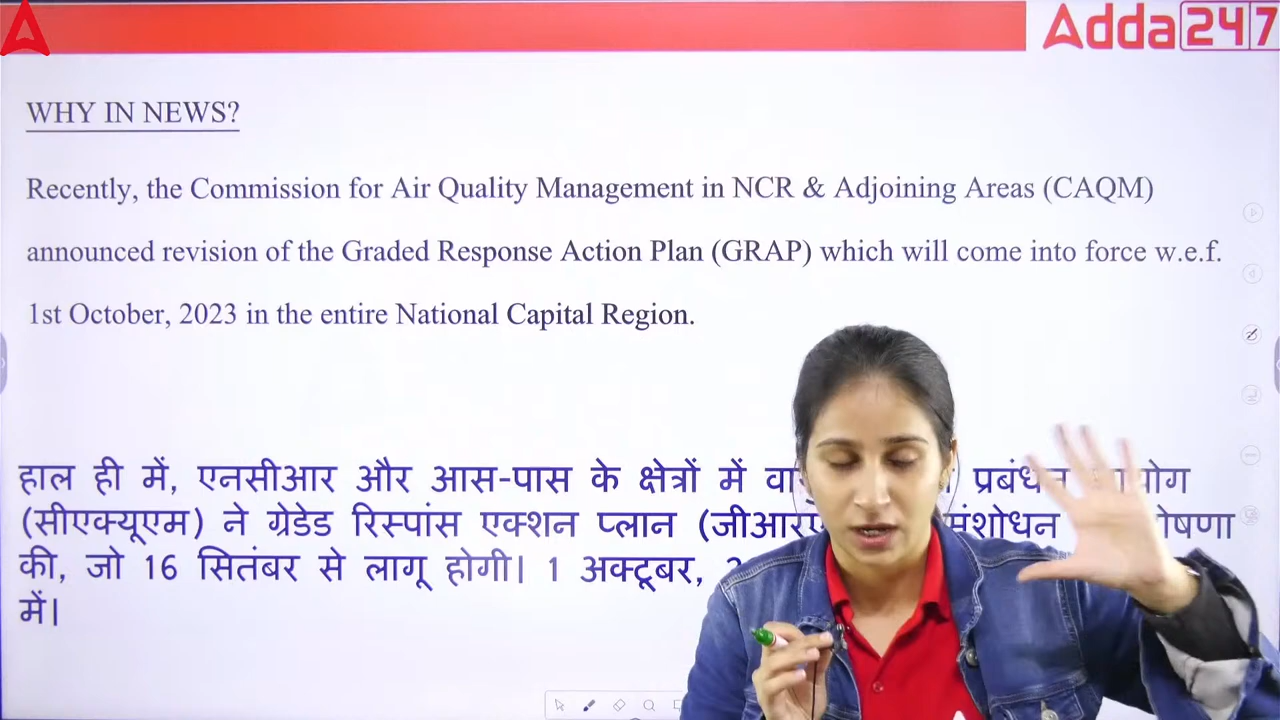 Adda247
WHY IN NEWS?
Recently, the Commission for Air Quality Management in NCR & Adjoining Areas (CAQM)
announced revision of the Graded Response Action Plan (GRAP) which will come into force w.e.f.
1st October, 2023 in the entire National Capital Region.
हाल ही में, एनसीआर और आस-पास के क्षेत्रों में प्रबंधन
(सीएक्यूएम) ने ग्रेडेड रिस्पांस एक्शन प्लान संशोधन
की, जो 16 सितंबर से लागू होगी। 1 अक्टूबर,
में।